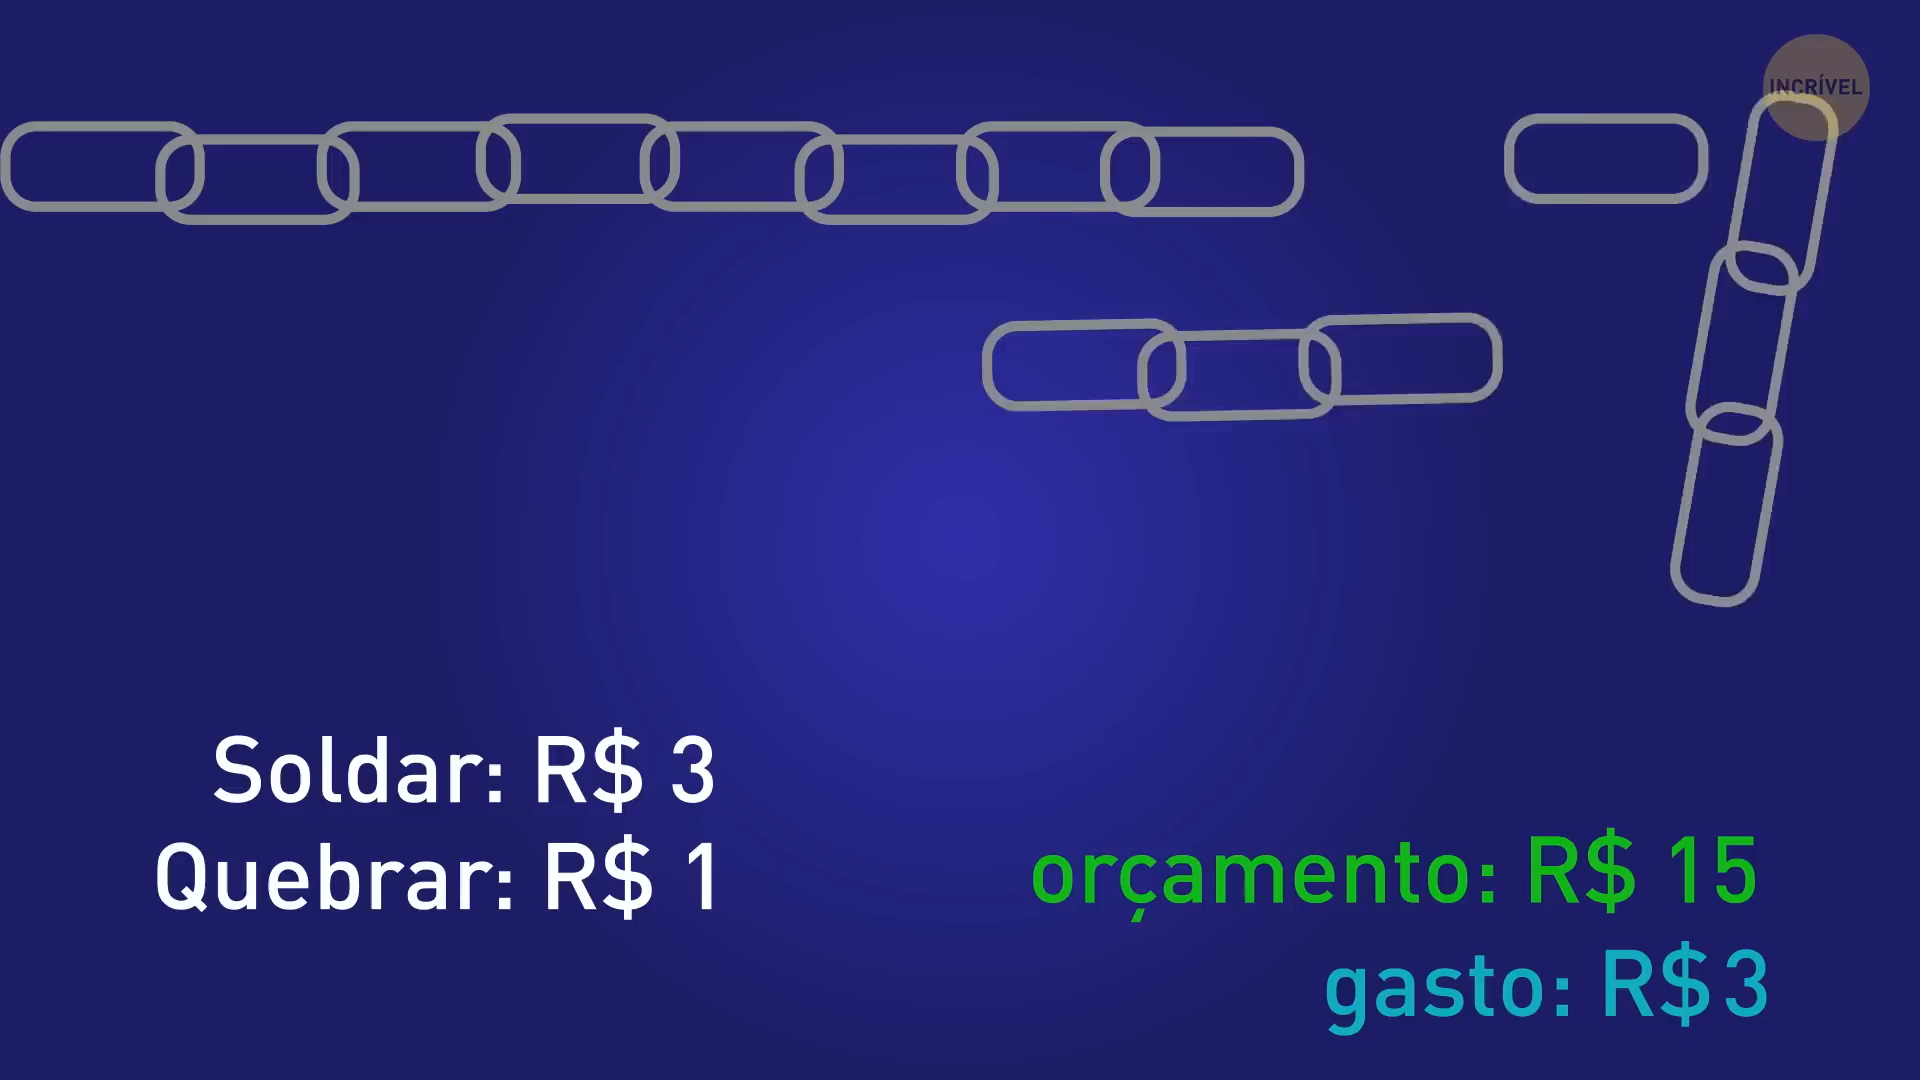 INCRÍVEL
Soldar: R$ 3
Quebrar: R$ 1
orçamento: R$ 15
gasto: R$3